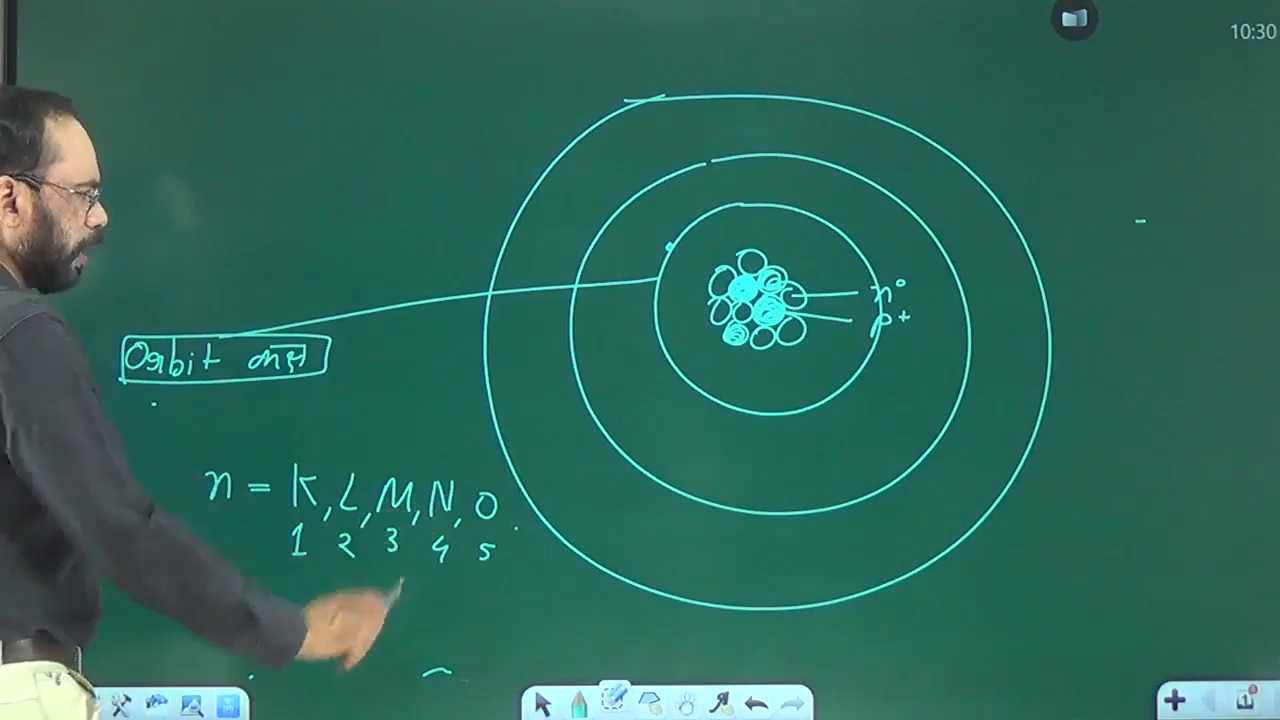 10:30
n°
p+
Orbit कक्षा
n = K, L, M, N, O
1 2 3 4 5